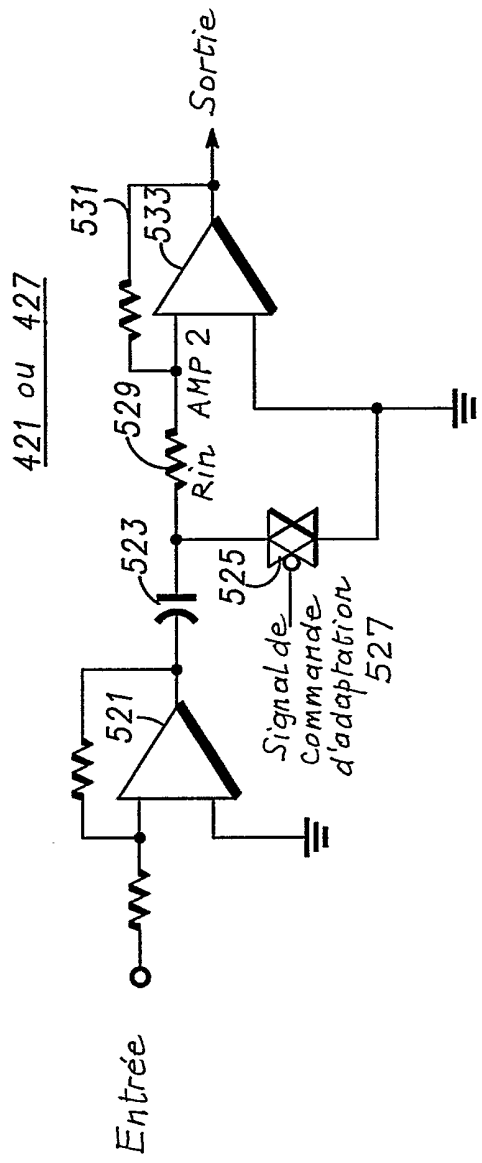 421 ou 427
Entrée
521
523
525
Signal de
commande
d'adaptation
527
529
Rin
AMP 2
531
533
Sortie